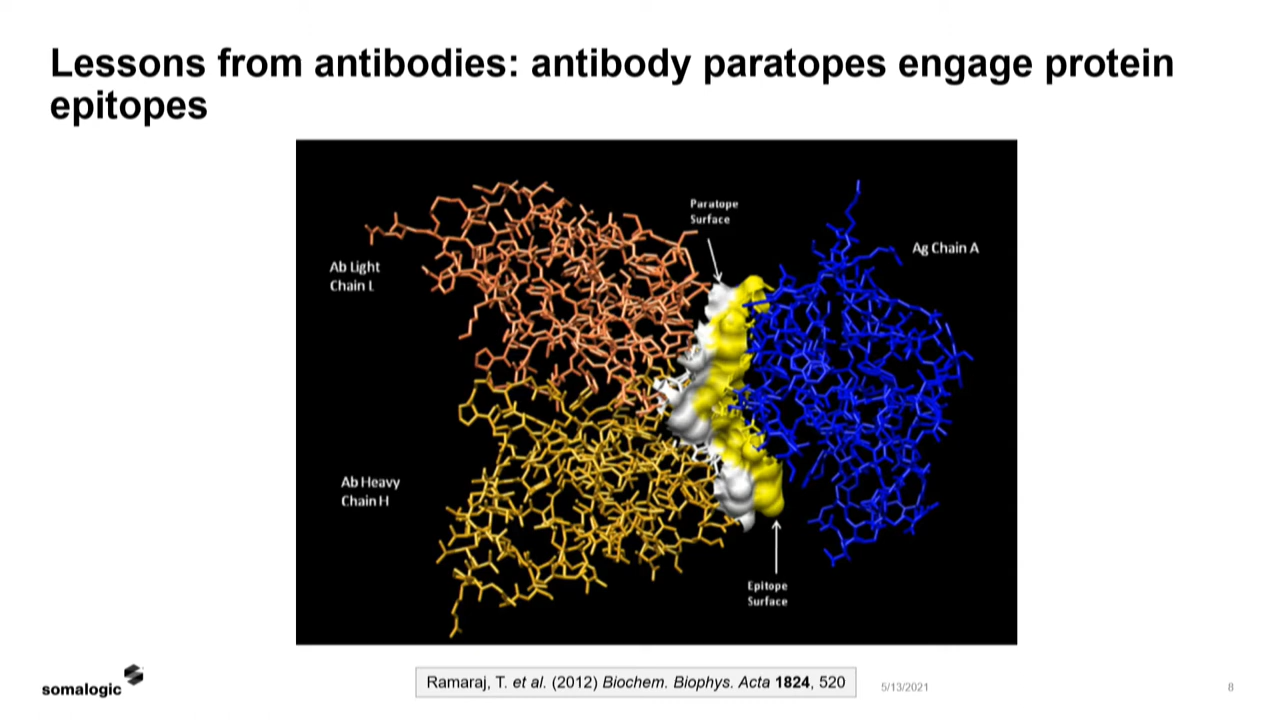 Lessons from antibodies: antibody paratopes engage protein
epitopes
Paratope
Surface
Ag Chain A
Ab Light
Chain L
Ab Heavy
Chain H
Epitope
Surface
somalogic
Ramaraj, T. et al. (2012) Biochem. Biophys. Acta 1824, 520
5/13/2021
8